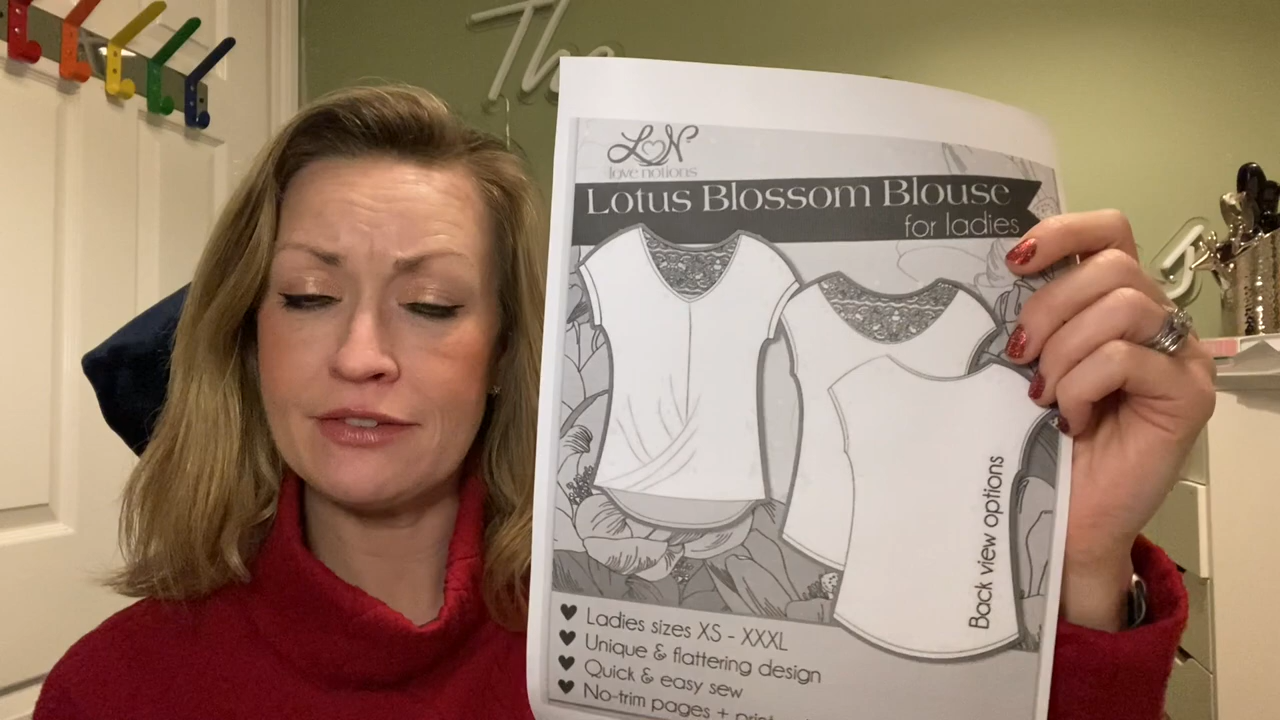 The
L N
love notions
Lotus Blossom Blouse
for ladies
Back view options
♥ Ladies sizes XS - XXXL
♥ Unique & flattering design
♥ Quick & easy sew
♥ No-trim pages +